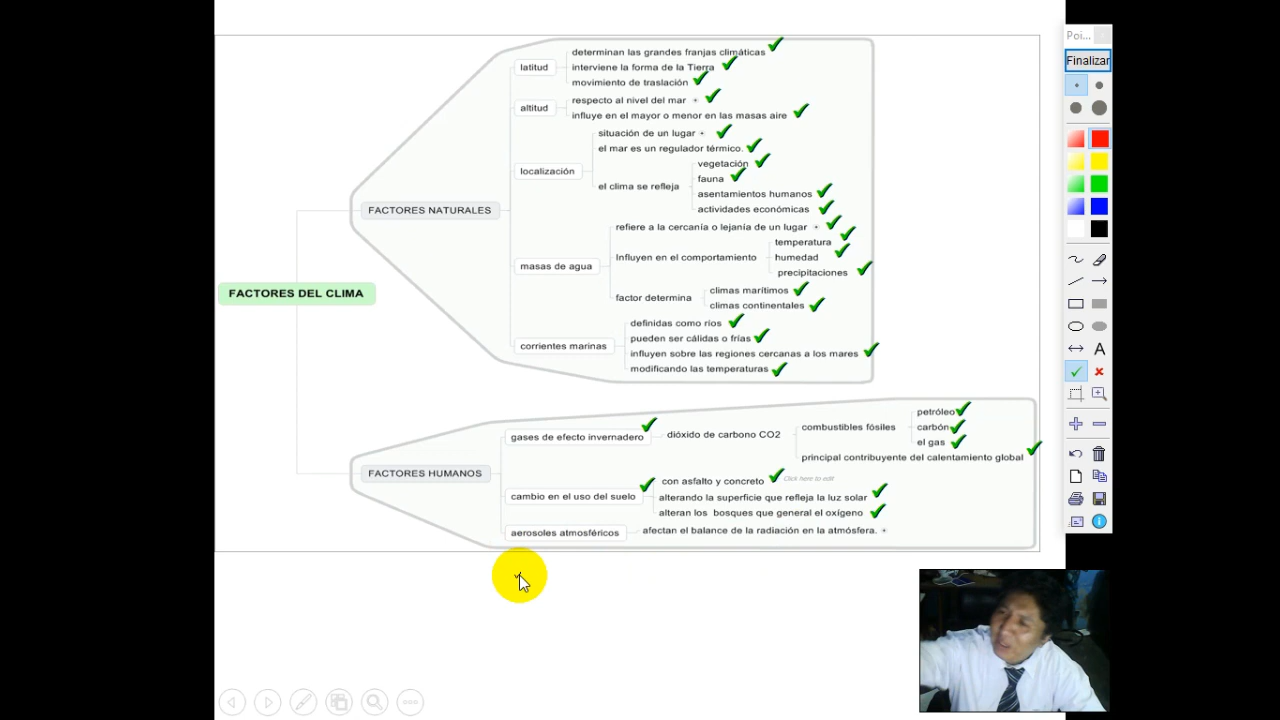 Poi...
Finalizar
A
FACTORES DEL CLIMA
FACTORES NATURALES
latitud
determinan las grandes franjas climáticas
interviene la forma de la Tierra
movimiento de traslación
altitud
respecto al nivel del mar
influye en el mayor o menor en las masas aire
localización
situación de un lugar
el mar es un regulador térmico.
el clima se refleja
vegetación
fauna
asentamientos humanos
actividades económicas
masas de agua
refiere a la cercanía o lejanía de un lugar
Influyen en el comportamiento
temperatura
humedad
precipitaciones
factor determina
climas marítimos
climas continentales
corrientes marinas
definidas como ríos
pueden ser cálidas o frías
influyen sobre las regiones cercanas a los mares
modificando las temperaturas
FACTORES HUMANOS
gases de efecto invernadero
dióxido de carbono CO2
combustibles fósiles
petróleo
carbón
el gas
principal contribuyente del calentamiento global
cambio en el uso del suelo
con asfalto y concreto
Click here to edit
alterando la superficie que refleja la luz solar
alteran los bosques que general el oxígeno
aerosoles atmosféricos
afectan el balance de la radiación en la atmósfera.